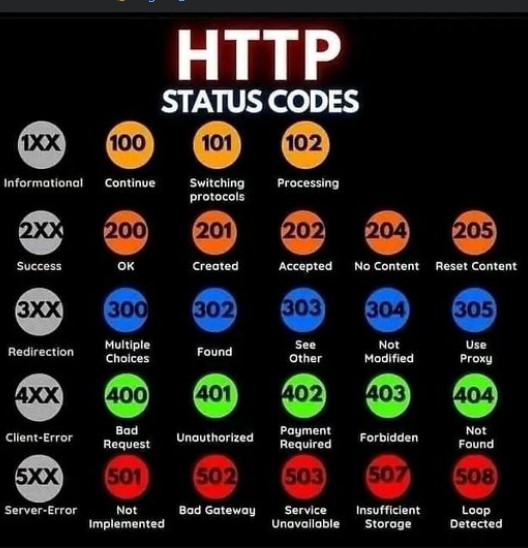 HTTP
STATUS CODES
1XX 100 101 102
Informational Continue Switching protocols Processing
2XX 200 201 202 204 205
Success OK Created Accepted No Content Reset Content
3XX 300 302 303 304 305
Redirection Multiple Choices Found See Other Not Modified Use Proxy
4XX 400 401 402 403 404
Client-Error Bad Request Unauthorized Payment Required Forbidden Not Found
5XX 501 502 503 507 508
Server-Error Not Implemented Bad Gateway Service Unavailable Insufficient Storage Loop Detected